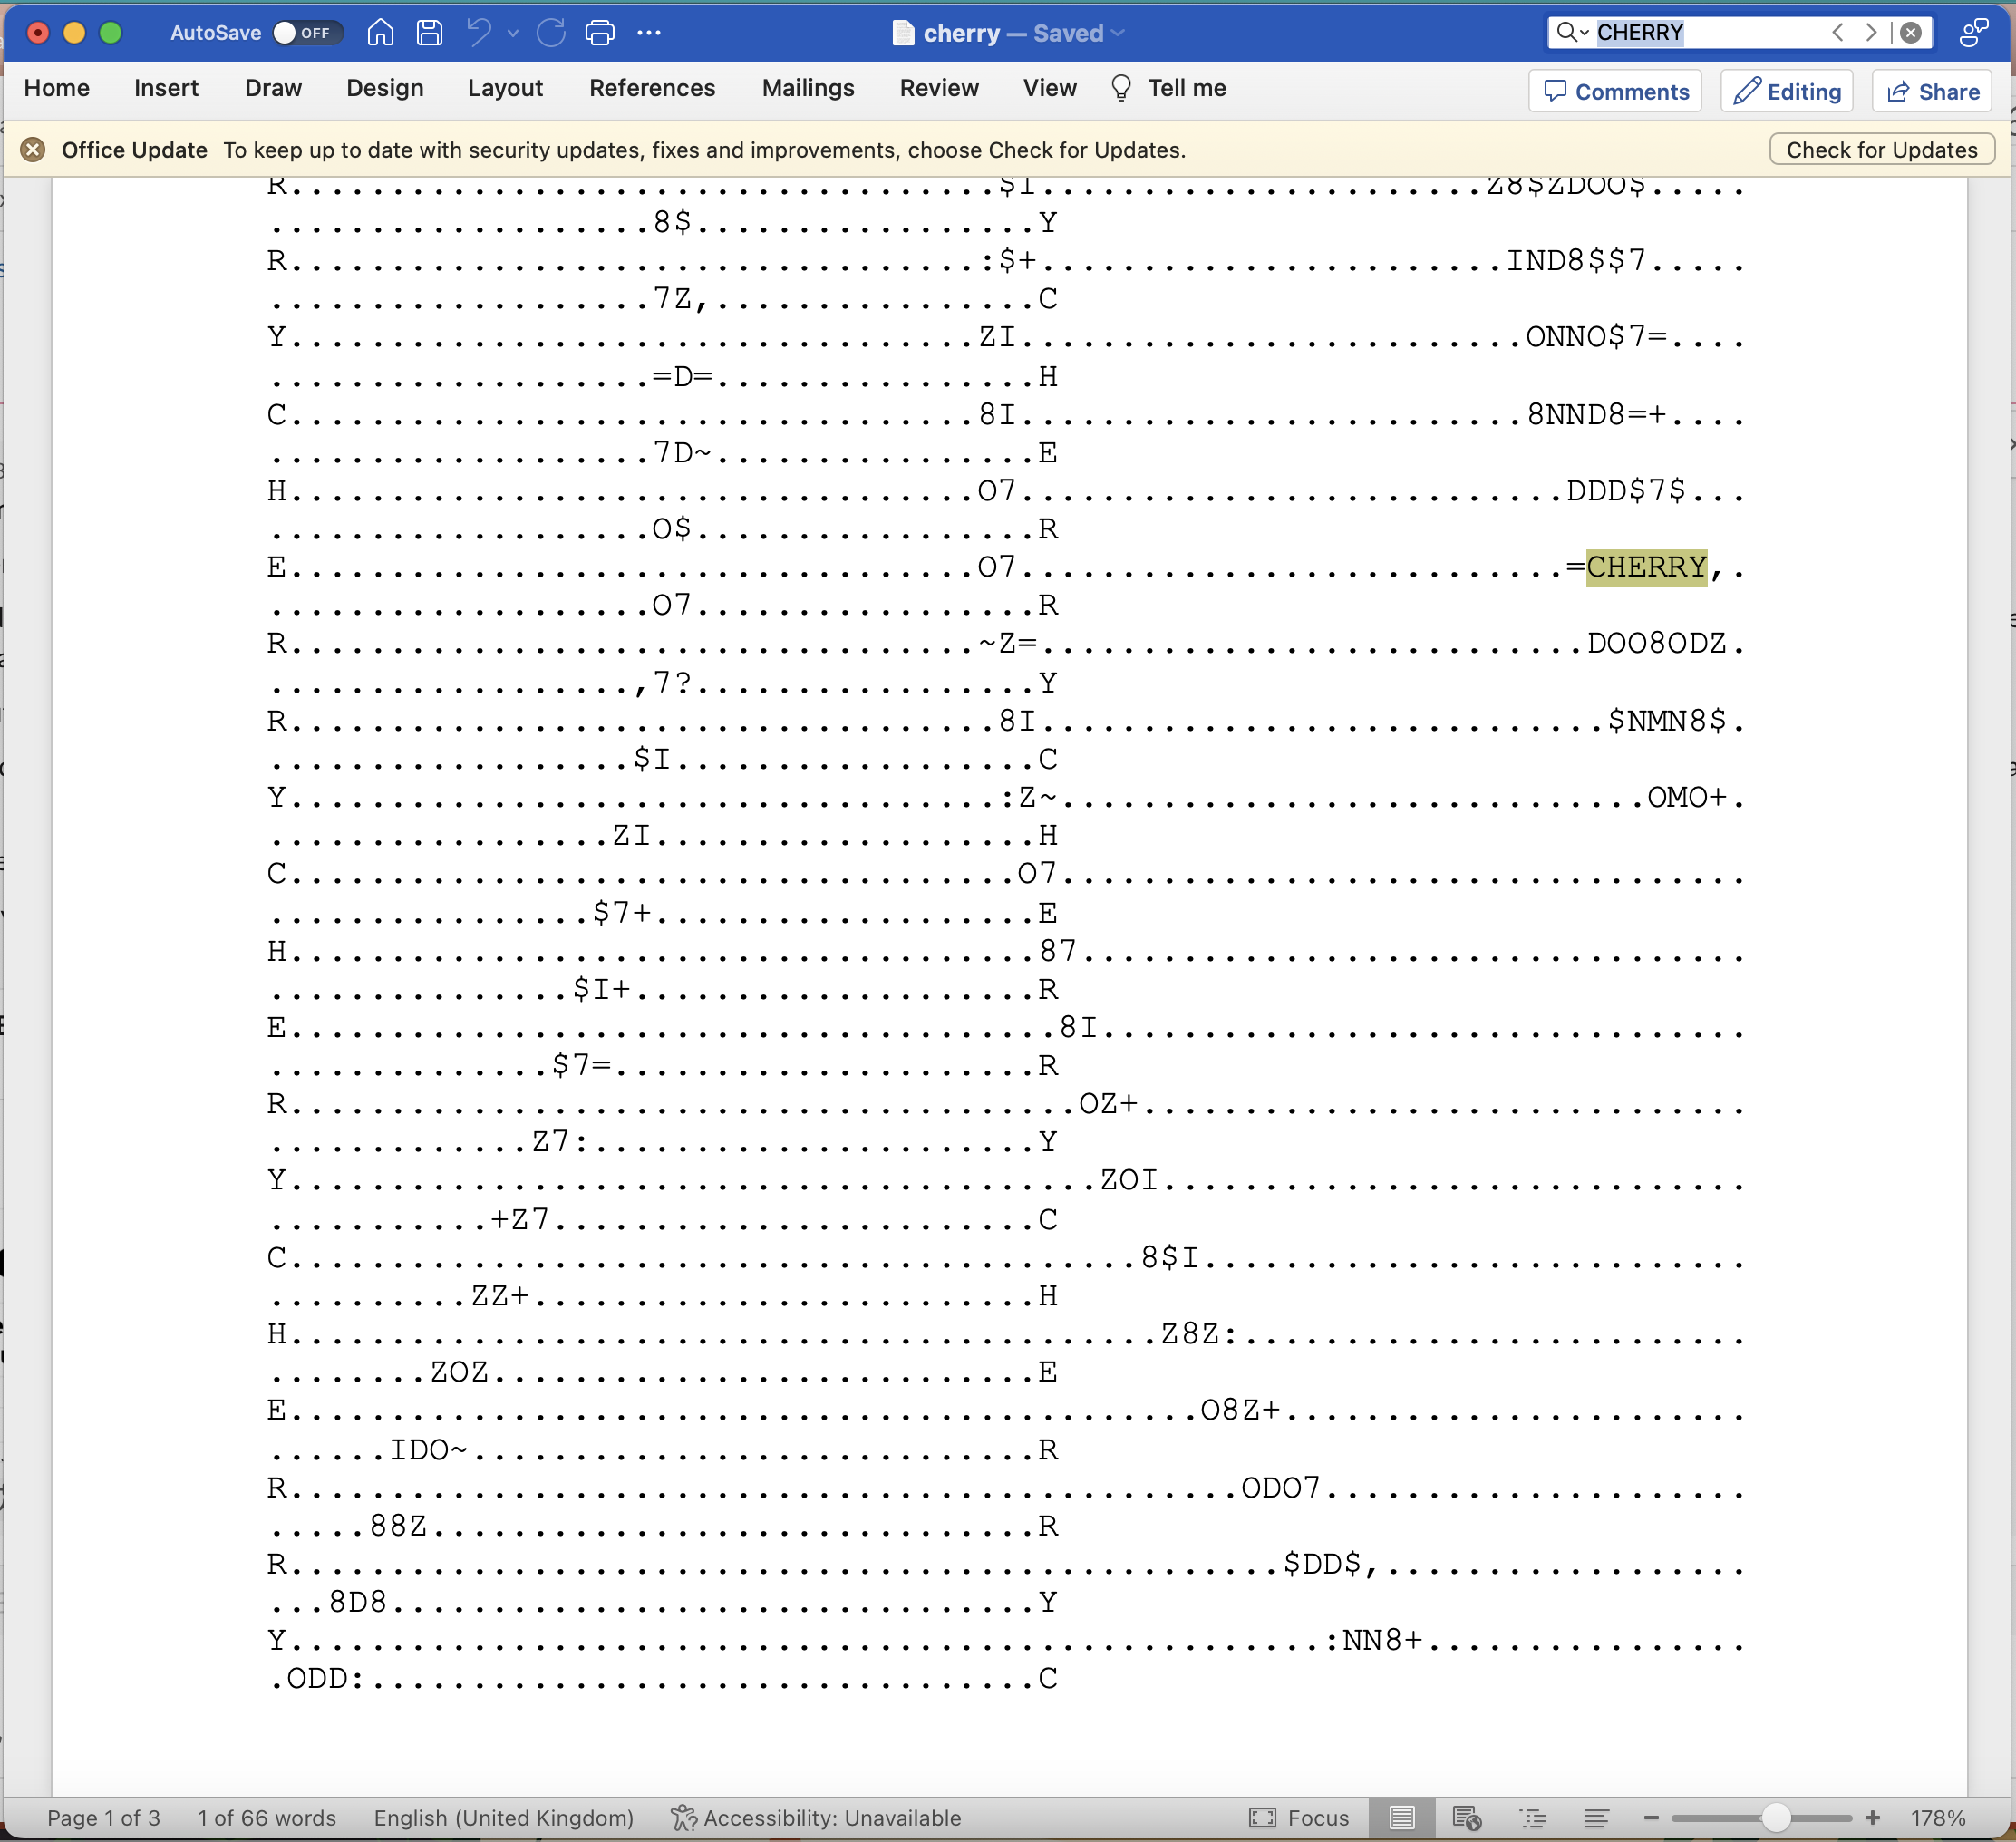 AutoSave OFF cherry — Saved CHERRY
Home Insert Draw Design Layout References Mailings Review View Tell me Comments Editing Share
Office Update To keep up to date with security updates, fixes and improvements, choose Check for Updates. Check for Updates
R...................................$I......................Z8$ZDOO$.....
...................8$.................Y
R..................................:$+.......................IND8$$7.....
...................7Z,................C
Y..................................ZI.........................ONNO$7=....
...................=D=................H
C..................................8I.........................8NND8=+....
...................7D~................E
H..................................O7...........................DDD$7$...
...................O$.................R
E..................................O7...........................=CHERRY,.
...................O7.................R
R..................................~Z=...........................DOO8ODZ.
..................,7?.................Y
R...................................8I............................$NMN8$.
..................$I..................C
Y...................................:Z~.............................OMO+.
.................ZI...................H
C....................................O7..................................
................$7+...................E
H.....................................87.................................
...............$I+....................R
E......................................8I................................
..............$7=.....................R
R.......................................OZ+..............................
.............Z7:......................Y
Y........................................ZOI.............................
...........+Z7........................C
C..........................................8$I...........................
..........ZZ+.........................H
H...........................................Z8Z:.........................
........ZOZ...........................E
E.............................................O8Z+.......................
......IDO~............................R
R...............................................ODO7.....................
.....88Z..............................R
R.................................................$DD$,..................
...8D8................................Y
Y...................................................:NN8+................
.ODD:.................................C
Page 1 of 3 1 of 66 words English (United Kingdom) Accessibility: Unavailable Focus 178%